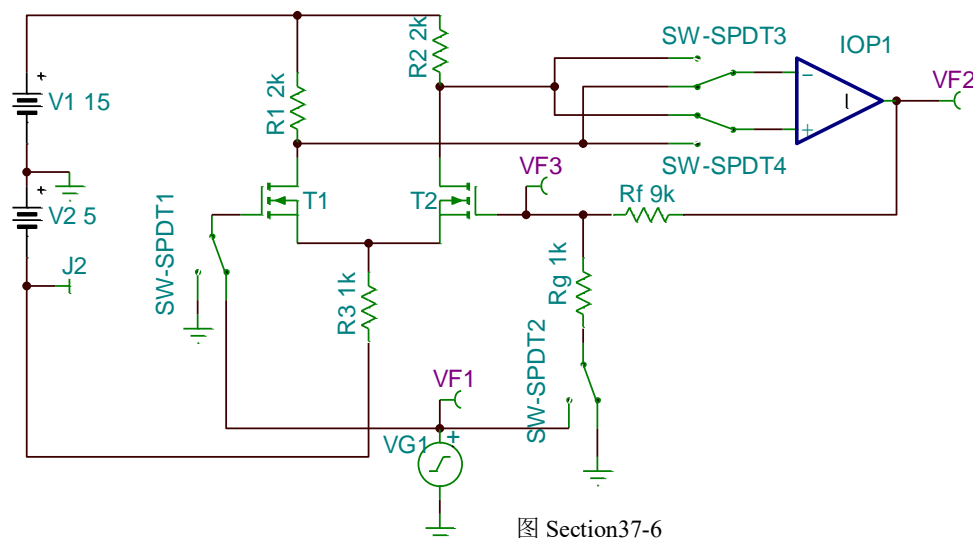 R2 2k
SW-SPDT3
IOP1
V1 15
R1 2k
VF2
SW-SPDT4
VF3
V2 5
SW-SPDT1
T1
T2
Rf 9k
J2
R3 1k
Rg 1k
SW-SPDT2
VF1
VG1
图 Section37-6